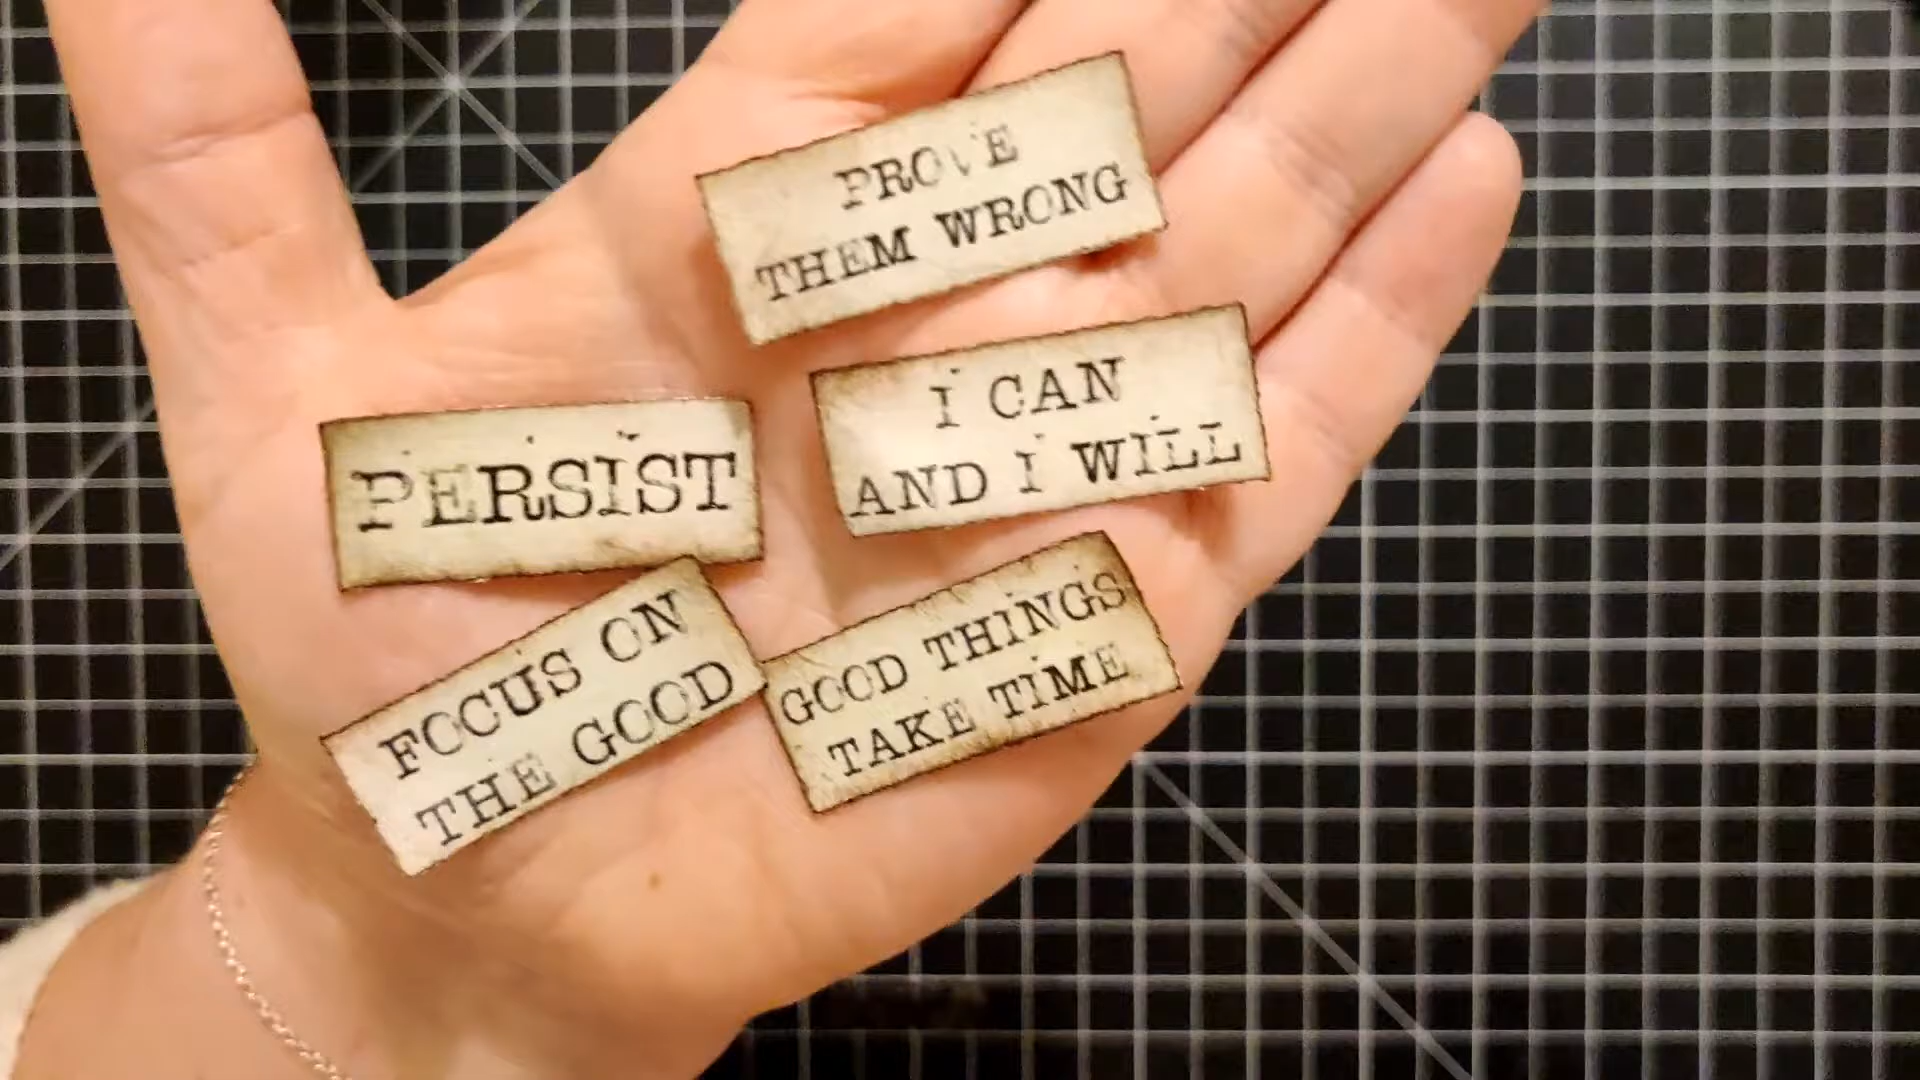 PROVE
THEM WRONG
I CAN
AND I WILL
PERSIST
FOCUS ON
THE GOOD
GOOD THINGS
TAKE TIME